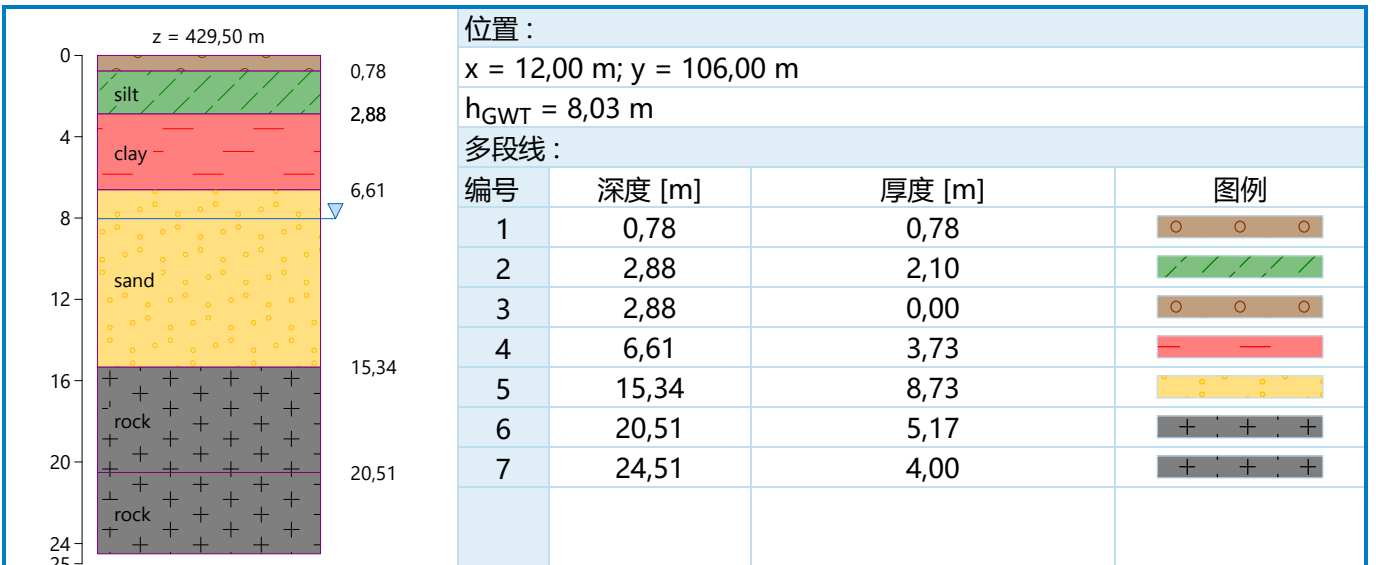 z = 429,50 m
0
0,78
silt
2,88
4
clay
6,61
8
sand
12
15,34
16
rock
20
20,51
rock
24
25
位置 :
x = 12,00 m; y = 106,00 m
hGWT = 8,03 m
多段线 :
编号 深度 [m] 厚度 [m] 图例
1 0,78 0,78
2 2,88 2,10
3 2,88 0,00
4 6,61 3,73
5 15,34 8,73
6 20,51 5,17
7 24,51 4,00